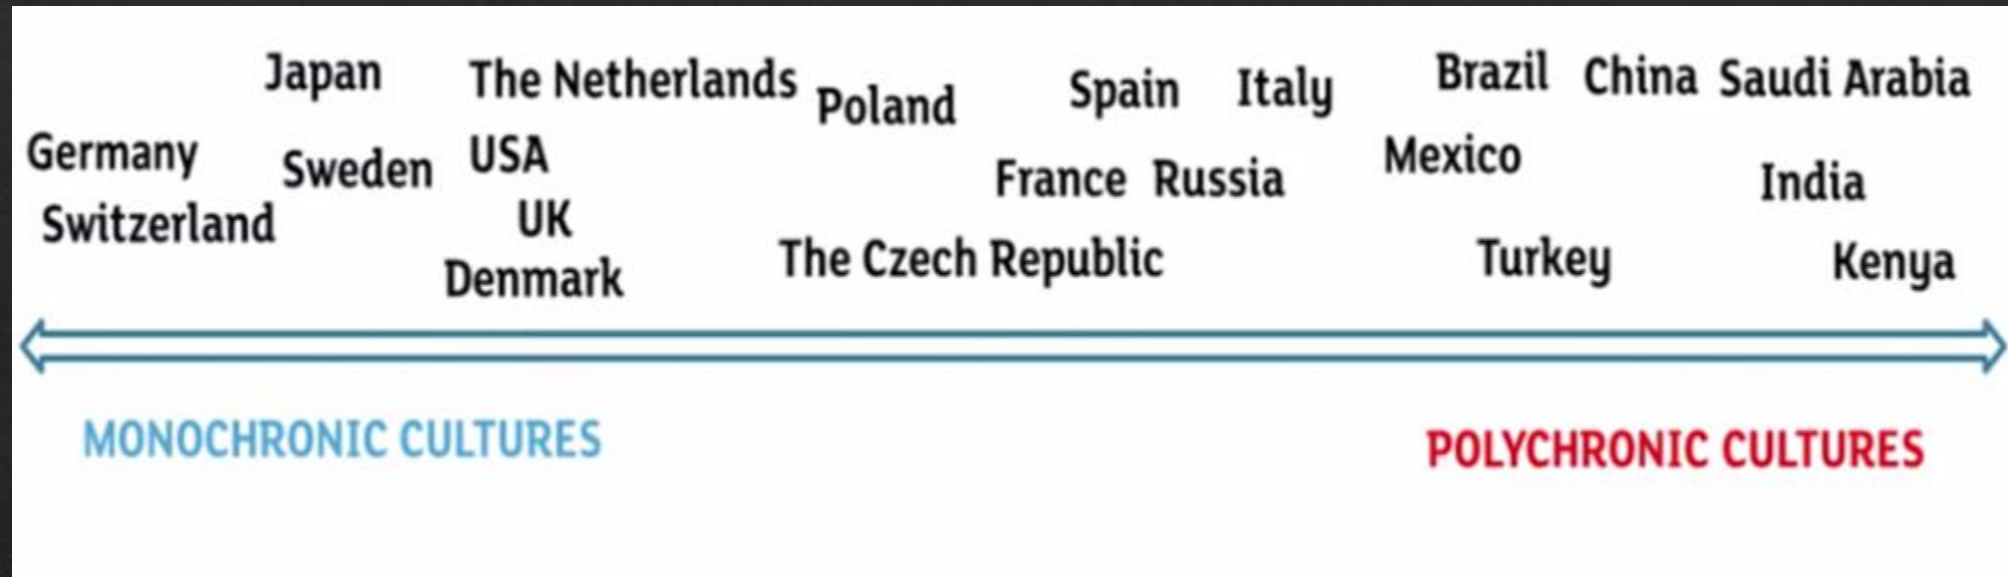 Japan The Netherlands Poland Spain Italy Brazil China Saudi Arabia
Germany Sweden USA France Russia Mexico India
Switzerland UK The Czech Republic Turkey Kenya
Denmark
MONOCHRONIC CULTURES
POLYCHRONIC CULTURES